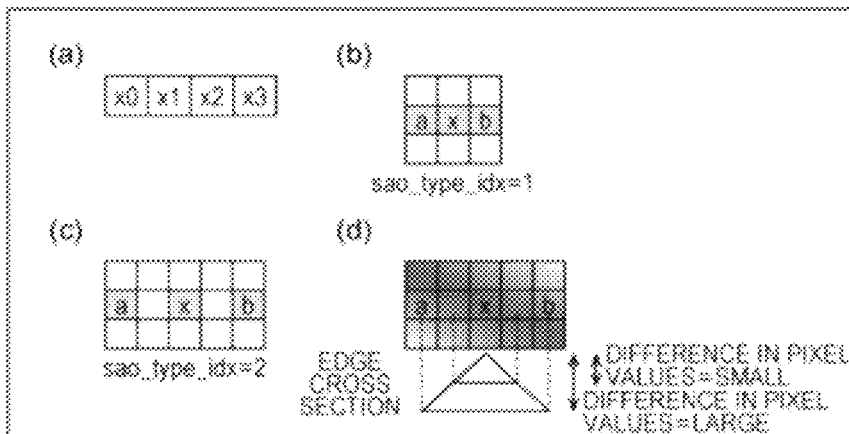 (a)
x0 x1 x2 x3
(b)
a x b
sao_type_idx=1
(c)
a x b
sao_type_idx=2
(d)
a x b
EDGE
CROSS
SECTION
DIFFERENCE IN PIXEL
VALUES=SMALL
DIFFERENCE IN PIXEL
VALUES=LARGE